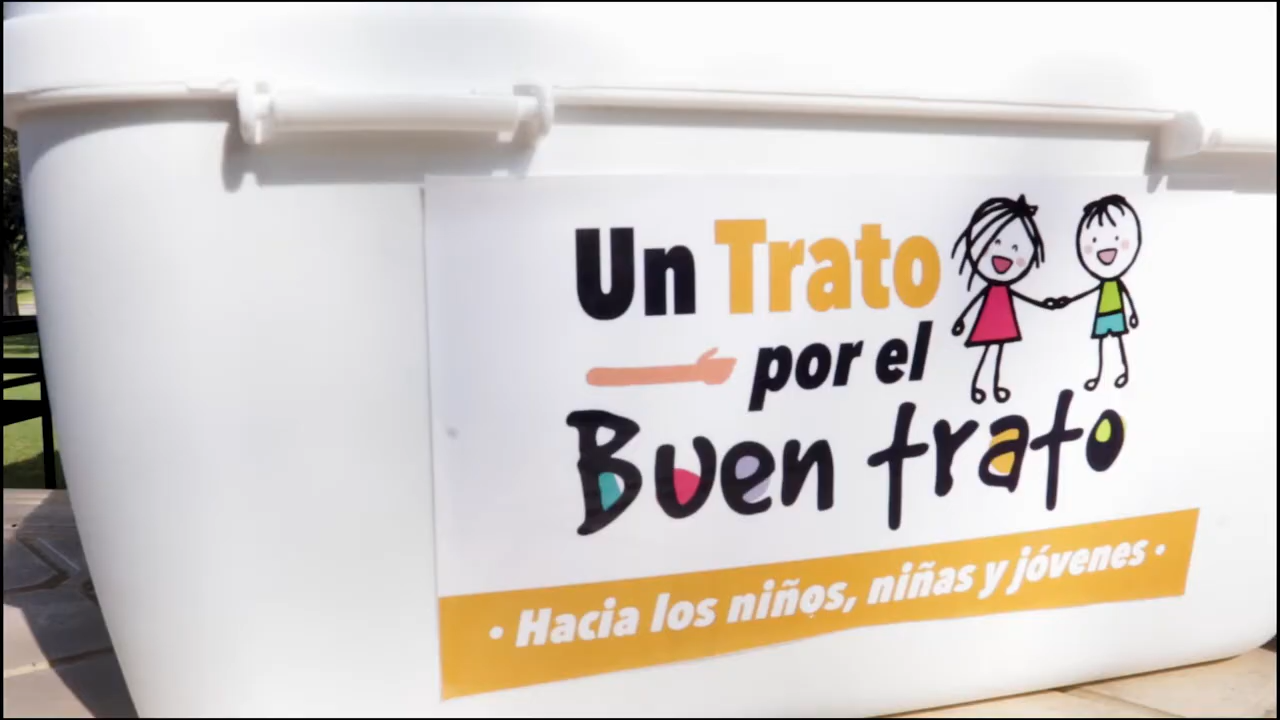 Un Trato
por el
Buen trato
• Hacia los niños, niñas y jóvenes •